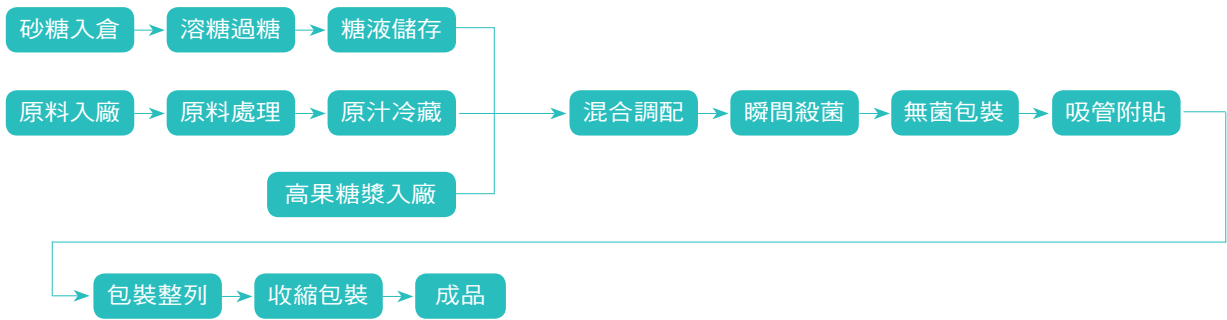 砂糖入倉
溶糖過糖
糖液儲存
原料入廠
原料處理
原汁冷藏
混合調配
瞬間殺菌
無菌包裝
吸管附貼
高果糖漿入廠
包裝整列
收縮包裝
成品